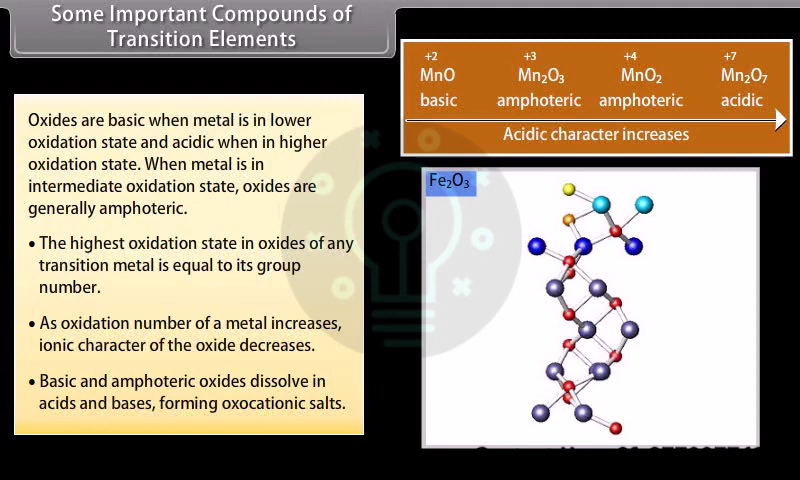 Some Important Compounds of
Transition Elements
+2 +3 +4 +7
MnO Mn₂O₃ MnO₂ Mn₂O₇
basic amphoteric amphoteric acidic
Acidic character increases
Oxides are basic when metal is in lower
oxidation state and acidic when in higher
oxidation state. When metal is in
intermediate oxidation state, oxides are
generally amphoteric.
• The highest oxidation state in oxides of any
transition metal is equal to its group
number.
• As oxidation number of a metal increases,
ionic character of the oxide decreases.
• Basic and amphoteric oxides dissolve in
acids and bases, forming oxocationic salts.
Fe₂O₃